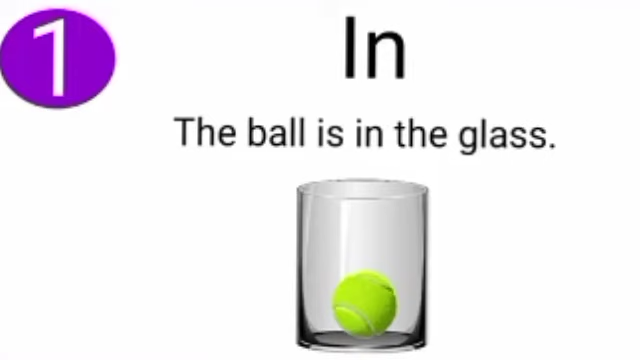 1
In
The ball is in the glass.